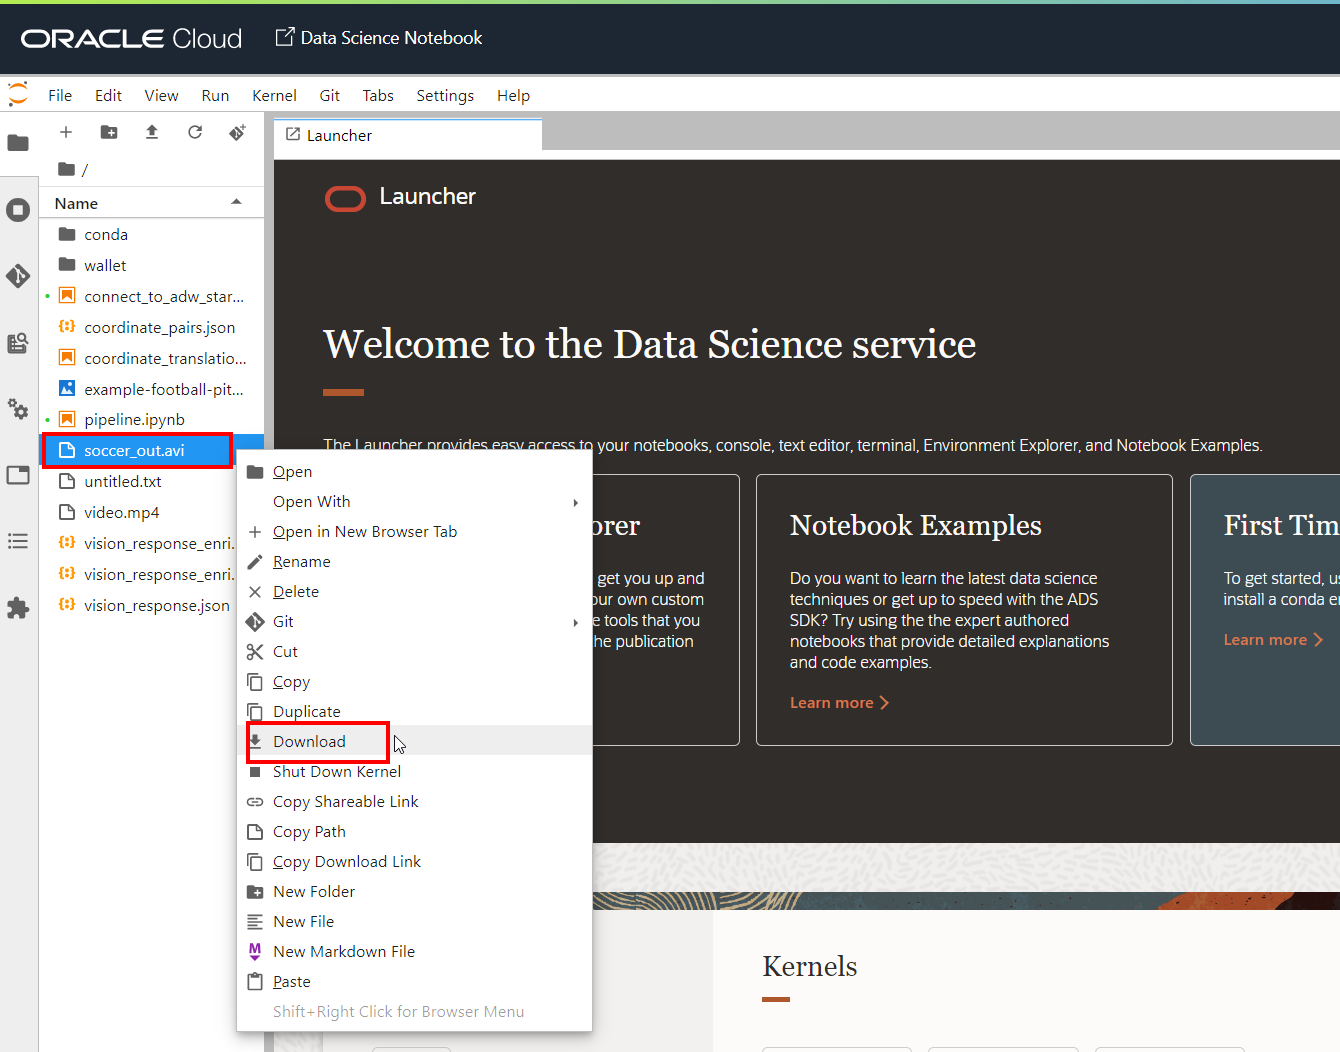 ORACLE Cloud
Data Science Notebook
File Edit View Run Kernel Git Tabs Settings Help
Launcher
/
Name
conda
wallet
connect_to_adw_star...
coordinate_pairs.json
coordinate_translatio...
example-football-pit...
pipeline.ipynb
soccer_out.avi
untitled.txt
video.mp4
vision_response_enri.
vision_response_enri.
vision_response.json
Open
Open With
Open in New Browser Tab
Rename
Delete
Git
Cut
Copy
Duplicate
Download
Shut Down Kernel
Copy Shareable Link
Copy Path
Copy Download Link
New Folder
New File
New Markdown File
Paste
Shift+Right Click for Browser Menu
Launcher
Welcome to the Data Science service
The Launcher provides easy access to your notebooks, console, text editor, terminal, Environment Explorer, and Notebook Examples.
orer
get you up and
our own custom
e tools that you
he publication
Notebook Examples
Do you want to learn the latest data science
techniques or get up to speed with the ADS
SDK? Try using the the expert authored
notebooks that provide detailed explanations
and code examples.
Learn more
First Tim
To get started, us
install a conda e
Learn more
Kernels